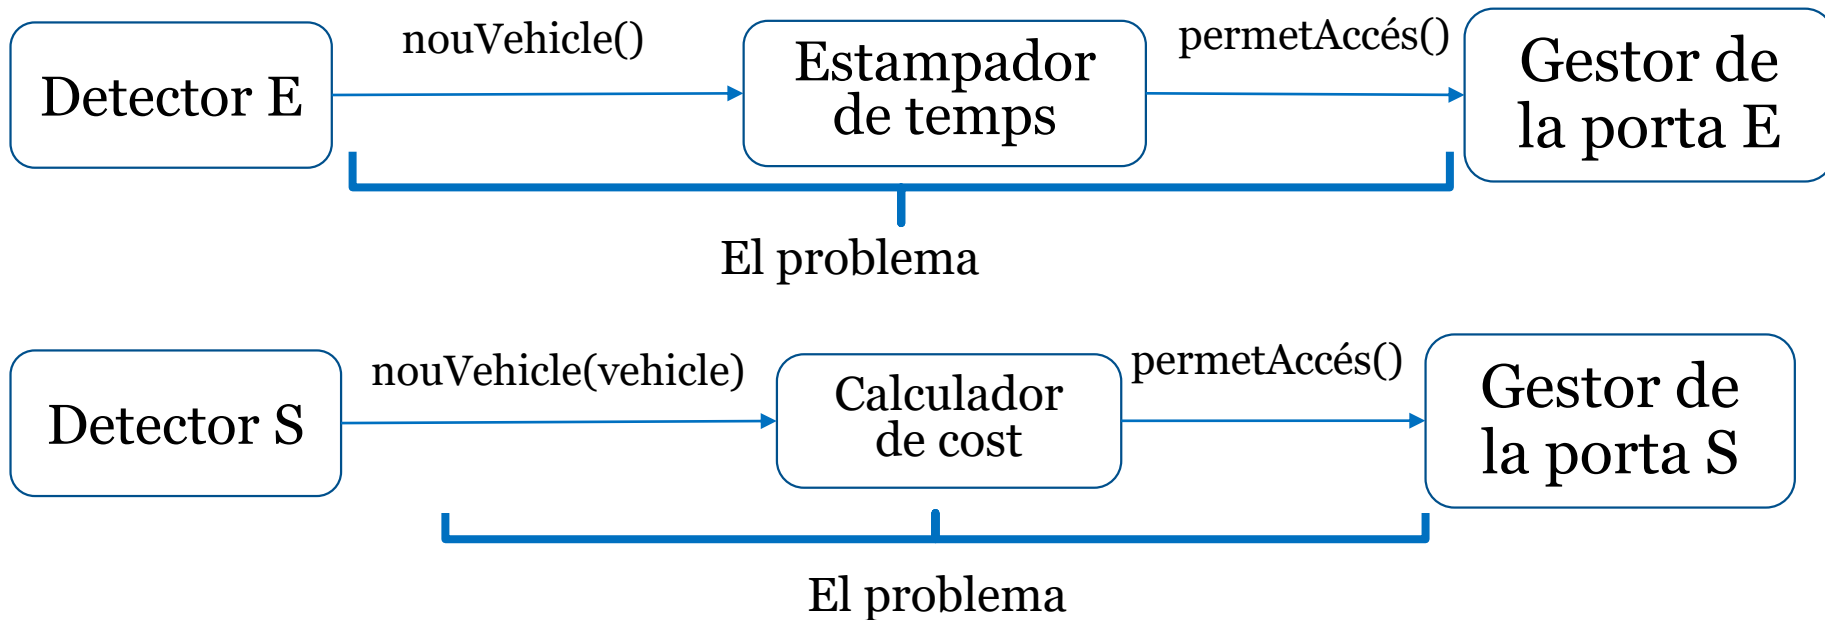 nouVehicle()
permetAccés()
Detector E
Estampador
de temps
Gestor de
la porta E
El problema
nouVehicle(vehicle)
permetAccés()
Detector S
Calculador
de cost
Gestor de
la porta S
El problema